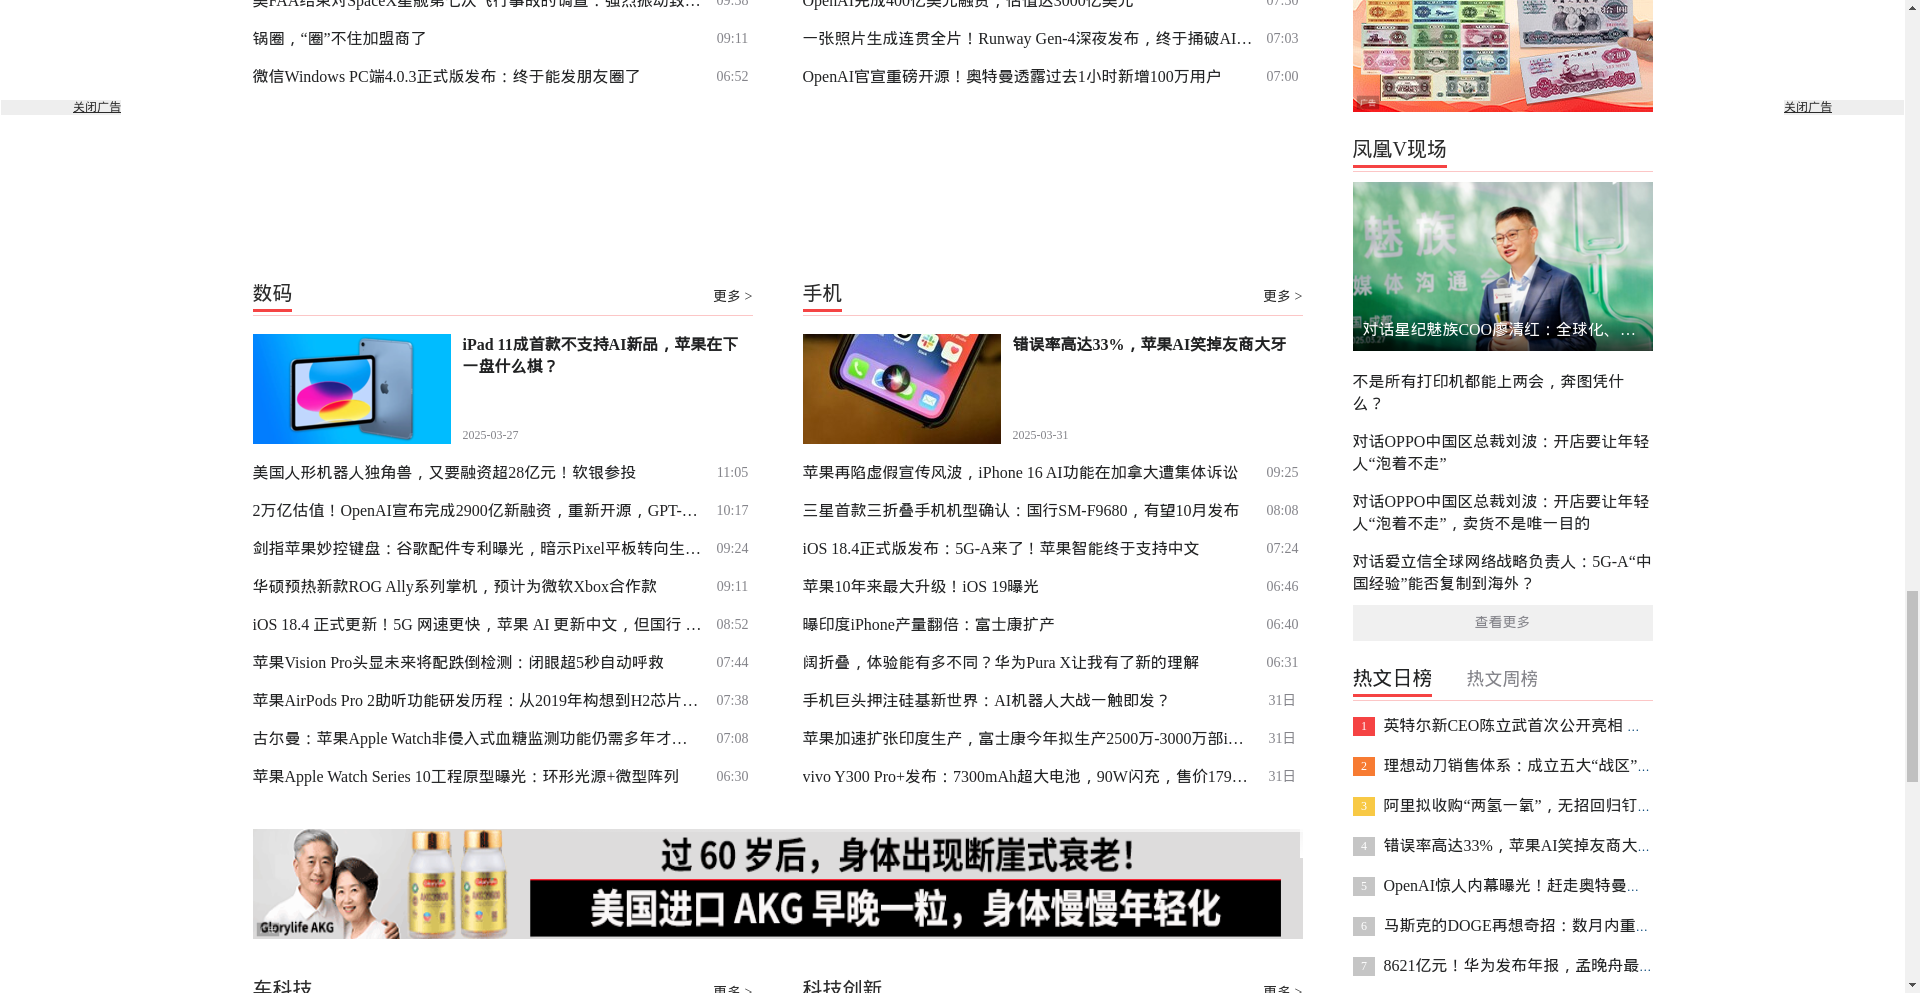 美FAA结束对SpaceX星舰第七次飞行事故的调查：强烈振动致… 09:38
锅圈，“圈”不住加盟商了 09:11
微信Windows PC端4.0.3正式版发布：终于能发朋友圈了 06:52
OpenAI完成400亿美元融资，估值达3000亿美元 07:30
一张照片生成连贯全片！Runway Gen-4深夜发布，终于捅破AI… 07:03
OpenAI官宣重磅开源！奥特曼透露过去1小时新增100万用户 07:00
关闭广告
关闭广告
数码
更多 >
iPad 11成首款不支持AI新品，苹果在下
一盘什么棋？
2025-03-27
美国人形机器人独角兽，又要融资超28亿元！软银参投 11:05
2万亿估值！OpenAI宣布完成2900亿新融资，重新开源，GPT-… 10:17
剑指苹果妙控键盘：谷歌配件专利曝光，暗示Pixel平板转向生… 09:24
华硕预热新款ROG Ally系列掌机，预计为微软Xbox合作款 09:11
iOS 18.4 正式更新！5G 网速更快，苹果 AI 更新中文，但国行 … 08:52
苹果Vision Pro头显未来将配跌倒检测：闭眼超5秒自动呼救 07:44
苹果AirPods Pro 2助听功能研发历程：从2019年构想到H2芯片… 07:38
古尔曼：苹果Apple Watch非侵入式血糖监测功能仍需多年才… 07:08
苹果Apple Watch Series 10工程原型曝光：环形光源+微型阵列 06:30
手机
更多 >
错误率高达33%，苹果AI笑掉友商大牙
2025-03-31
苹果再陷虚假宣传风波，iPhone 16 AI功能在加拿大遭集体诉讼 09:25
三星首款三折叠手机机型确认：国行SM-F9680，有望10月发布 08:08
iOS 18.4正式版发布：5G-A来了！苹果智能终于支持中文 07:24
苹果10年来最大升级！iOS 19曝光 06:46
曝印度iPhone产量翻倍：富士康扩产 06:40
阔折叠，体验能有多不同？华为Pura X让我有了新的理解 06:31
手机巨头押注硅基新世界：AI机器人大战一触即发？ 31日
苹果加速扩张印度生产，富士康今年拟生产2500万-3000万部i… 31日
vivo Y300 Pro+发布：7300mAh超大电池，90W闪充，售价179… 31日
过 60 岁后，身体出现断崖式衰老！
美国进口 AKG 早晚一粒，身体慢慢年轻化
Glorylife AKG
车科技
更多 >
科技创新
更多 >
广告
凤凰V现场
魅族
媒体沟通会
对话星纪魅族COO廖清红：全球化、…
不是所有打印机都能上两会，奔图凭什
么？
对话OPPO中国区总裁刘波：开店要让年轻
人“泡着不走”
对话OPPO中国区总裁刘波：开店要让年轻
人“泡着不走”，卖货不是唯一目的
对话爱立信全球网络战略负责人：5G-A“中
国经验”能否复制到海外？
查看更多
热文日榜 热文周榜
1 英特尔新CEO陈立武首次公开亮相 …
2 理想动刀销售体系：成立五大“战区”…
3 阿里拟收购“两氢一氧”，无招回归钉…
4 错误率高达33%，苹果AI笑掉友商大…
5 OpenAI惊人内幕曝光！赶走奥特曼…
6 马斯克的DOGE再想奇招：数月内重…
7 8621亿元！华为发布年报，孟晚舟最…